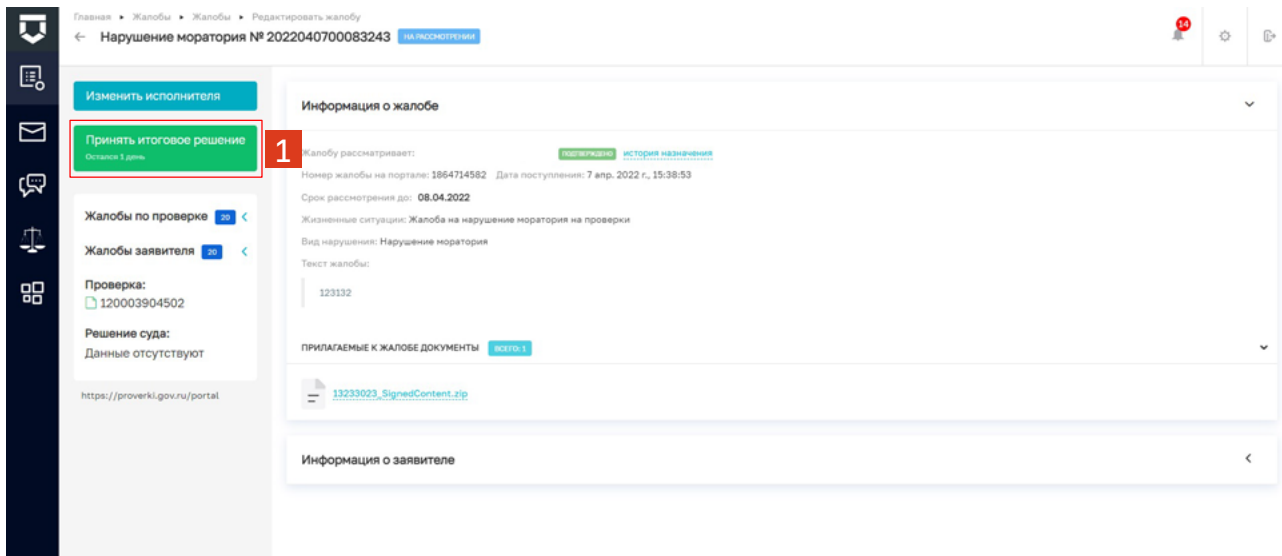 Главная ▸ Жалобы ▸ Жалобы ▸ Редактировать жалобу
← Нарушение моратория № 2022040700083243 НА РАССМОТРЕНИИ
14
Изменить исполнителя
Принять итоговое решение
Остался 1 день
1
Жалобы по проверке 20
Жалобы заявителя 20
Проверка:
120003904502
Решение суда:
Данные отсутствуют
https://proverki.gov.ru/portal
Информация о жалобе
Жалобу рассматривает: ПОДТВЕРЖДЕНО история назначения
Номер жалобы на портале: 1864714582 Дата поступления: 7 апр. 2022 г., 15:38:53
Срок рассмотрения до: 08.04.2022
Жизненные ситуации: Жалоба на нарушение моратория на проверки
Вид нарушения: Нарушение моратория
Текст жалобы:
123132
ПРИЛАГАЕМЫЕ К ЖАЛОБЕ ДОКУМЕНТЫ ВСЕГО: 1
13233023_SignedContent.zip
Информация о заявителе